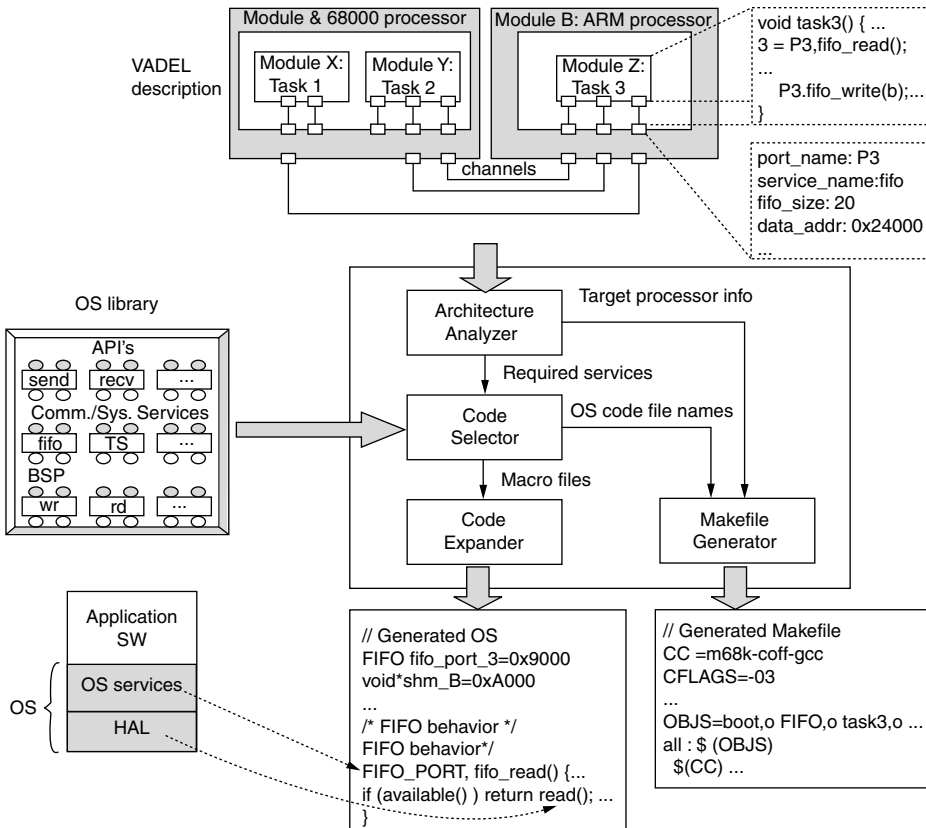 Module & 68000 processor
Module B: ARM processor
VADEL
description
Module X:
Task 1
Module Y:
Task 2
Module Z:
Task 3
void task3() { ...
3 = P3,fifo_read();
...
P3.fifo_write(b);...
}
channels
port_name: P3
service_name:fifo
fifo_size: 20
data_addr: 0x24000
...
OS library
API's
send
recv
...
Comm./Sys. Services
fifo
TS
...
BSP
wr
rd
...
Architecture
Analyzer
Target processor info
Required services
Code
Selector
OS code file names
Macro files
Code
Expander
Makefile
Generator
Application
SW
OS
OS services
HAL
// Generated OS
FIFO fifo_port_3=0x9000
void*shm_B=0xA000
...
/* FIFO behavior */
FIFO behavior*/
FIFO_PORT, fifo_read() {...
if (available() ) return read(); ...
}
// Generated Makefile
CC =m68k-coff-gcc
CFLAGS=-03
...
OBJS=boot,o FIFO,o task3,o ...
all : $ (OBJS)
$(CC) ...